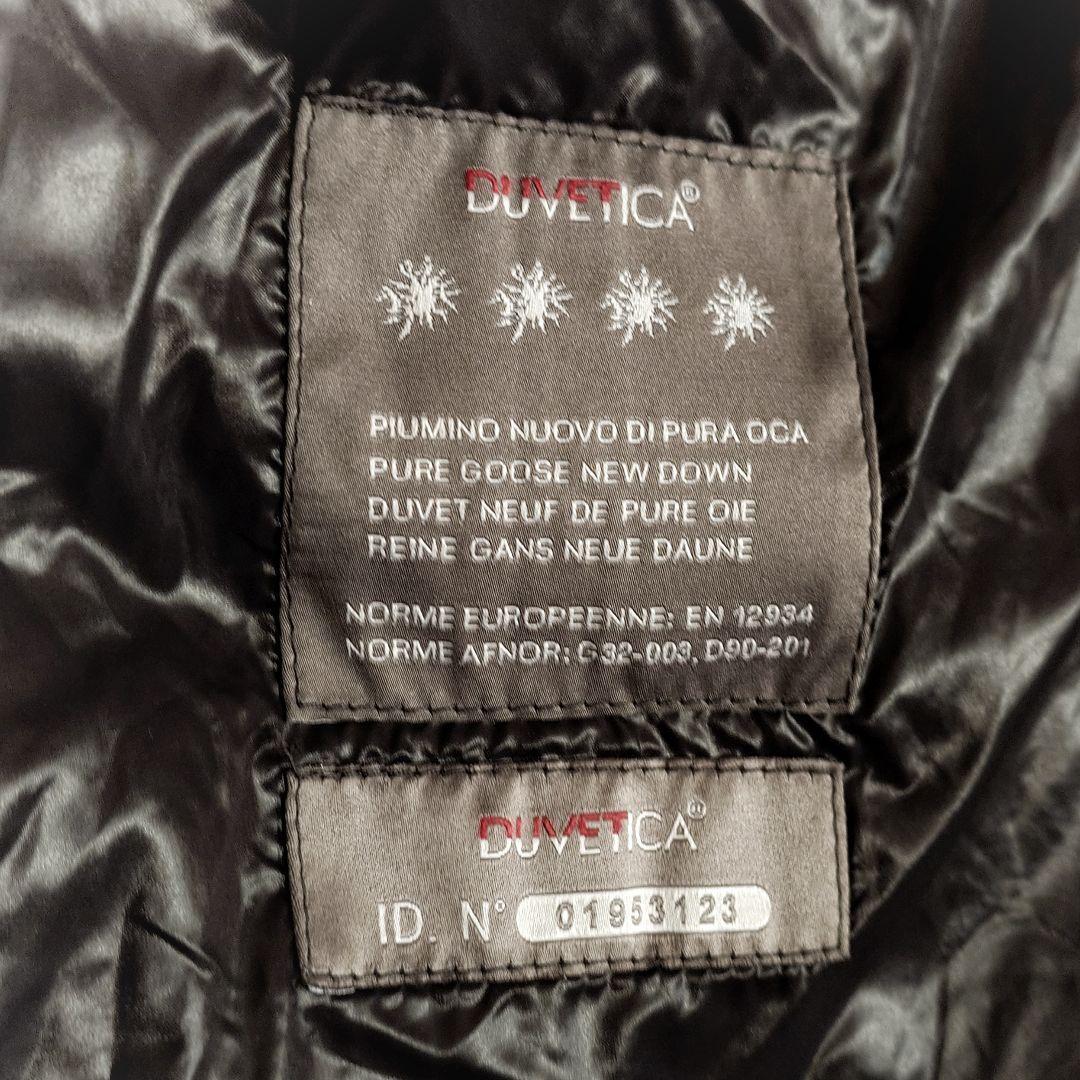 DUVETICA®
PIUMINO NUOVO DI PURA OCA
PURE GOOSE NEW DOWN
DUVET NEUF DE PURE OIE
REINE GANS NEUE DAUNE
NORME EUROPEENNE: EN 12934
NORME AFNOR: G32-003, D90-201
DUVETICA®
ID. N° 01953123